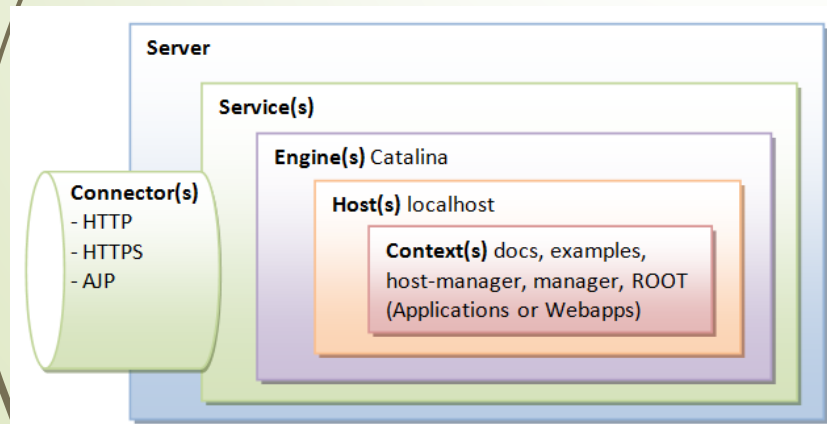 Server
Service(s)
Engine(s) Catalina
Connector(s)
- HTTP
- HTTPS
- AJP
Host(s) localhost
Context(s) docs, examples,
host-manager, manager, ROOT
(Applications or Webapps)